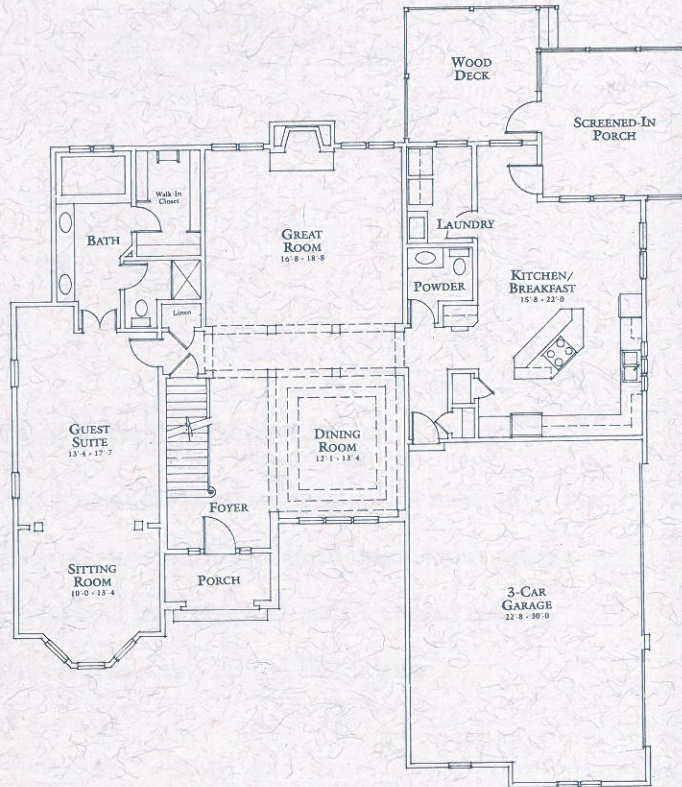 WOOD
DECK
SCREENED-IN
PORCH
Walk-In
Closet
BATH
GREAT
ROOM
16'8 - 18'8
LAUNDRY
POWDER
KITCHEN/
BREAKFAST
15'8 - 22'0
Linen
GUEST
SUITE
13'4 - 17'7
DINING
ROOM
12'1 - 13'4
FOYER
SITTING
ROOM
10'0 - 13'4
PORCH
3-CAR
GARAGE
22'8 - 30'0